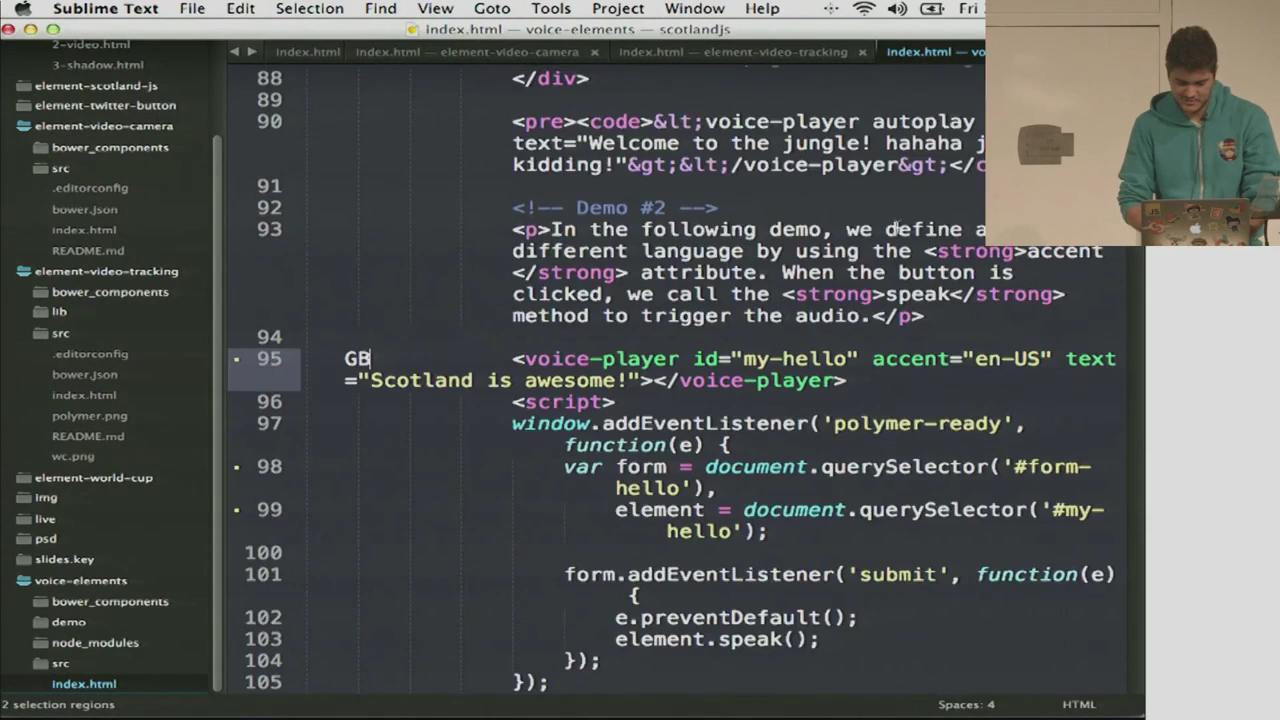 Sublime Text File Edit Selection Find View Goto Tools Project Window Help Fri
index.html — voice-elements — scotlandjs
index.html index.html — element-video-camera × index.html — element-video-tracking × index.html — vo
2-video.html
3-shadow.html
element-scotland-js
element-twitter-button
element-video-camera
bower_components
src
.editorconfig
bower.json
index.html
README.md
element-video-tracking
bower_components
lib
src
.editorconfig
bower.json
index.html
polymer.png
README.md
wc.png
element-world-cup
img
live
psd
slides.key
voice-elements
bower_components
demo
node_modules
src
index.html
88 </div>
89
90 <pre><code>&lt;voice-player autoplay
text="Welcome to the jungle! hahaha j
kidding!"&gt;&lt;/voice-player&gt;</c
91
92 <!-- Demo #2 -->
93 <p>In the following demo, we define a
different language by using the <strong>accent
</strong> attribute. When the button is
clicked, we call the <strong>speak</strong>
method to trigger the audio.</p>
94
95 GB <voice-player id="my-hello" accent="en-US" text
="Scotland is awesome!"></voice-player>
96 <script>
97 window.addEventListener('polymer-ready',
function(e) {
98 var form = document.querySelector('#form-
hello'),
99 element = document.querySelector('#my-
hello');
100
101 form.addEventListener('submit', function(e)
{
102 e.preventDefault();
103 element.speak();
104 });
105 });
2 selection regions Spaces: 4 HTML